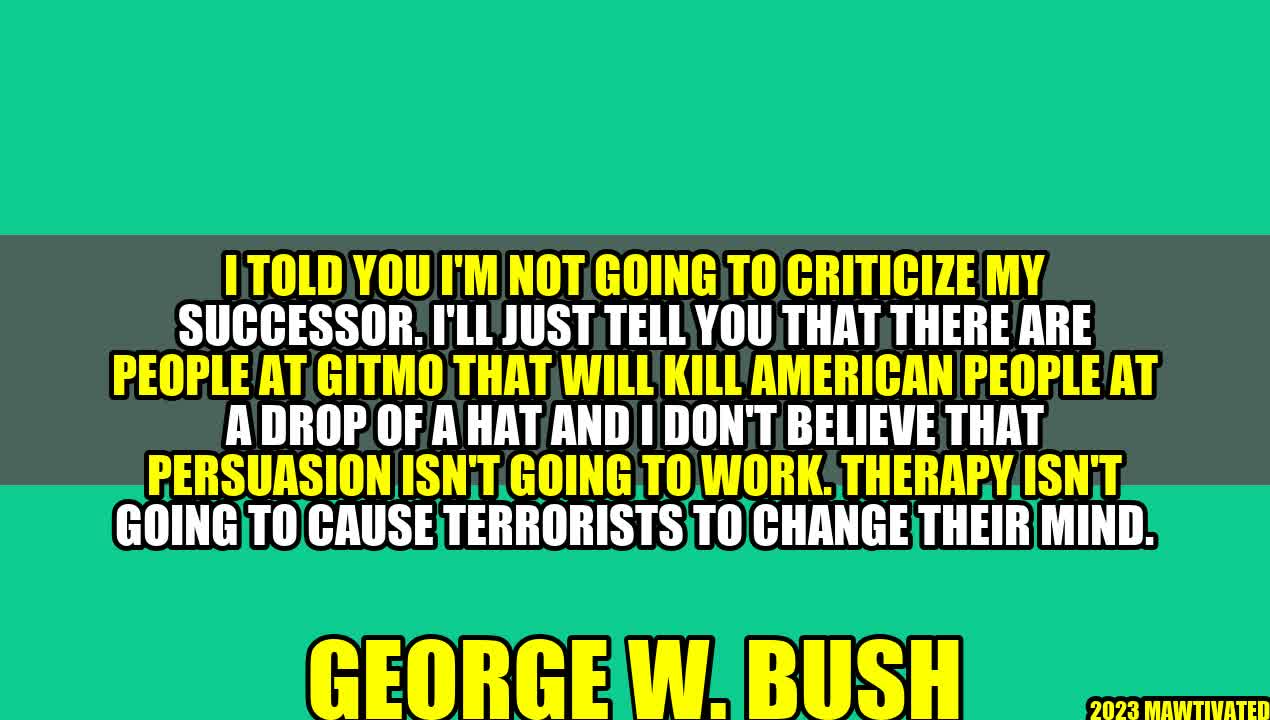 I TOLD YOU I'M NOT GOING TO CRITICIZE MY
SUCCESSOR. I'LL JUST TELL YOU THAT THERE ARE
PEOPLE AT GITMO THAT WILL KILL AMERICAN PEOPLE AT
A DROP OF A HAT AND I DON'T BELIEVE THAT
PERSUASION ISN'T GOING TO WORK. THERAPY ISN'T
GOING TO CAUSE TERRORISTS TO CHANGE THEIR MIND.
GEORGE W. BUSH
2023 MAWTIVATED